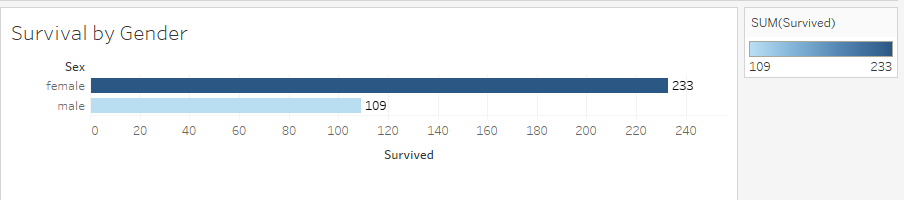 Survival by Gender
SUM(Survived)
109 233
Sex
female 233
male 109
0 20 40 60 80 100 120 140 160 180 200 220 240
Survived